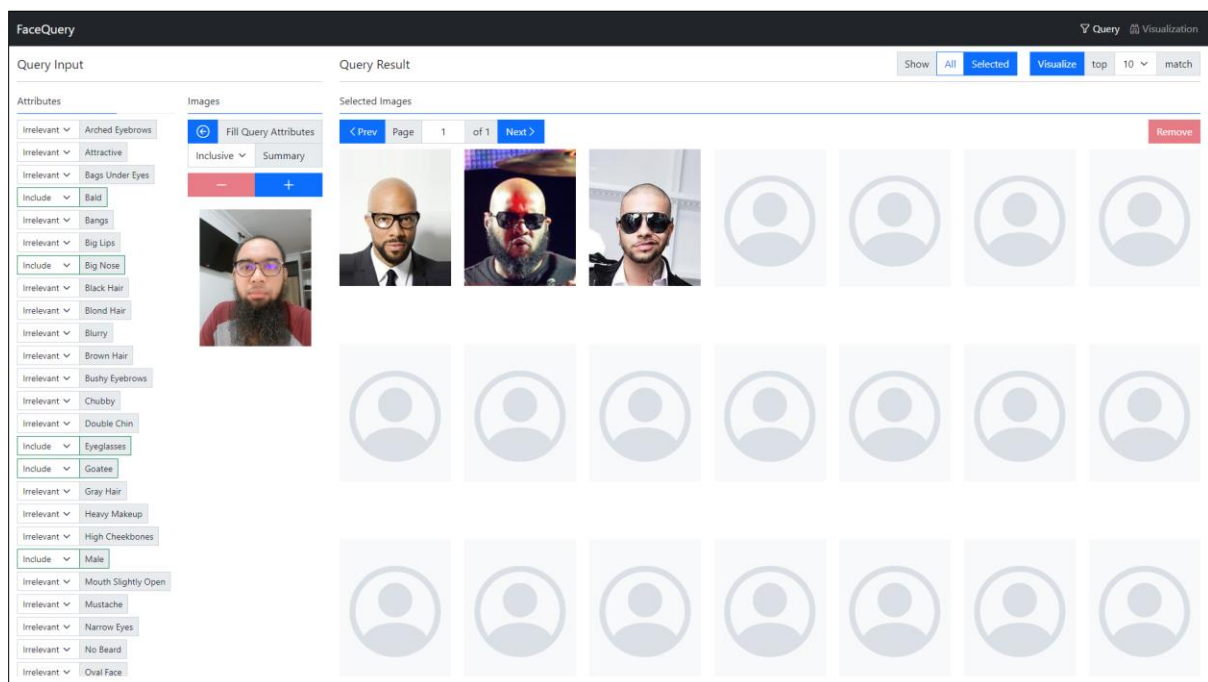 FaceQuery
Query
Visualization
Query Input
Query Result
Show
All
Selected
Visualize
top
10
match
Attributes
Images
Selected Images
Irrelevant Arched Eyebrows
Irrelevant Attractive
Irrelevant Bags Under Eyes
Include Bald
Irrelevant Bangs
Irrelevant Big Lips
Include Big Nose
Irrelevant Black Hair
Irrelevant Blond Hair
Irrelevant Blurry
Irrelevant Brown Hair
Irrelevant Bushy Eyebrows
Irrelevant Chubby
Irrelevant Double Chin
Include Eyeglasses
Include Goatee
Irrelevant Gray Hair
Irrelevant Heavy Makeup
Irrelevant High Cheekbones
Include Male
Irrelevant Mouth Slightly Open
Irrelevant Mustache
Irrelevant Narrow Eyes
Irrelevant No Beard
Irrelevant Oval Face
Fill Query Attributes
Inclusive Summary
− +
< Prev Page 1 of 1 Next >
Remove